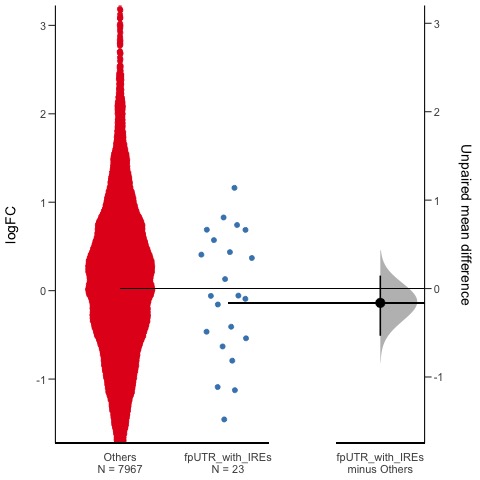 logFC
3
2
1
0
-1
3
2
1
0
-1
Unpaired mean difference
Others
N = 7967
fpUTR_with_IREs
N = 23
fpUTR_with_IREs
minus Others